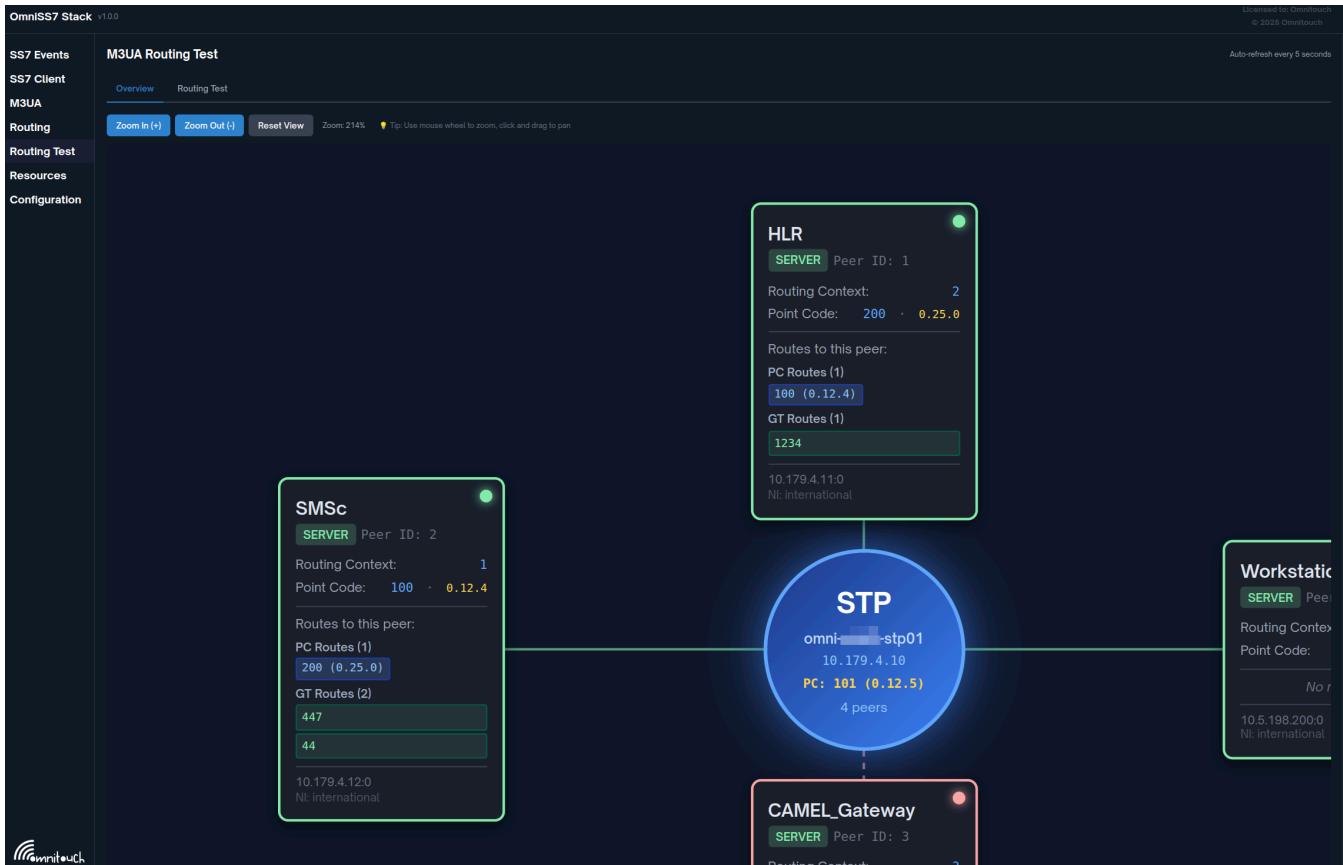 OmniSS7 Stack v1.0.0
Licensed to: Omnitouch
© 2025 Omnitouch
SS7 Events
SS7 Client
M3UA
Routing
Routing Test
Resources
Configuration
M3UA Routing Test
Auto-refresh every 5 seconds
Overview Routing Test
Zoom In (+) Zoom Out (-) Reset View Zoom: 214% Tip: Use mouse wheel to zoom, click and drag to pan
HLR
SERVER Peer ID: 1
Routing Context: 2
Point Code: 200 · 0.25.0
Routes to this peer:
PC Routes (1)
100 (0.12.4)
GT Routes (1)
1234
10.179.4.11:0
NI: international
SMSc
SERVER Peer ID: 2
Routing Context: 1
Point Code: 100 · 0.12.4
Routes to this peer:
PC Routes (1)
200 (0.25.0)
GT Routes (2)
447
44
10.179.4.12:0
NI: international
STP
omni- -stp01
10.179.4.10
PC: 101 (0.12.5)
4 peers
Workstatio
SERVER Peer
Routing Contex
Point Code:
No r
10.5.198.200:0
NI: international
CAMEL_Gateway
SERVER Peer ID: 3
Routing Context: 3
omnitouch